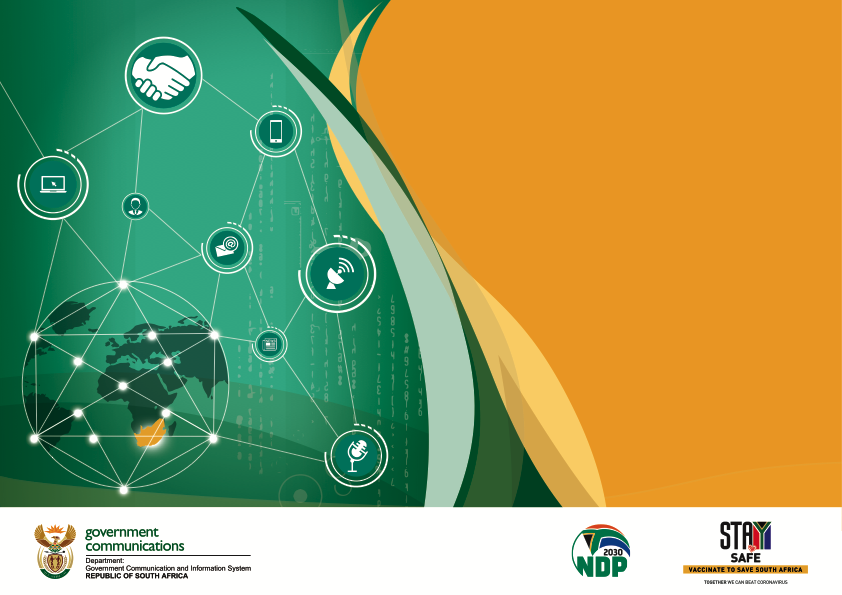 government
communications
Department:
Government Communication and Information System
REPUBLIC OF SOUTH AFRICA
2030
NDP
STAY
SAFE
VACCINATE TO SAVE SOUTH AFRICA
TOGETHER WE CAN BEAT CORONAVIRUS